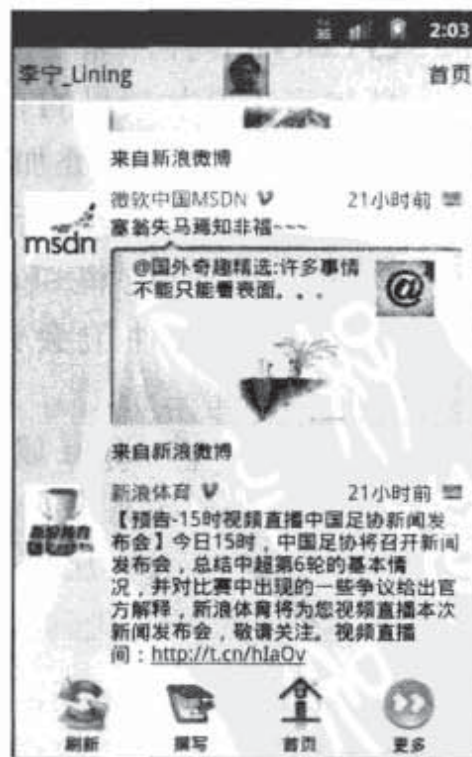 2:03
李宁_Lining 首页
来自新浪微博
微软中国MSDN 21小时前
msdn
塞翁失马焉知非福~~~
@国外奇趣精选:许多事情
不能只能看表面。. .
@
来自新浪微博
新浪体育 21小时前
【预告-15时视频直播中国足协新闻发
布会】今日15时，中国足协将召开新闻
发布会，总结中超第6轮的基本情
况，并对比赛中出现的一些争议给出官
方解释，新浪体育将为您视频直播本次
新闻发布会，敬请关注。视频直播
间：http://t.cn/hIaOv
刷新 撰写 首页 更多